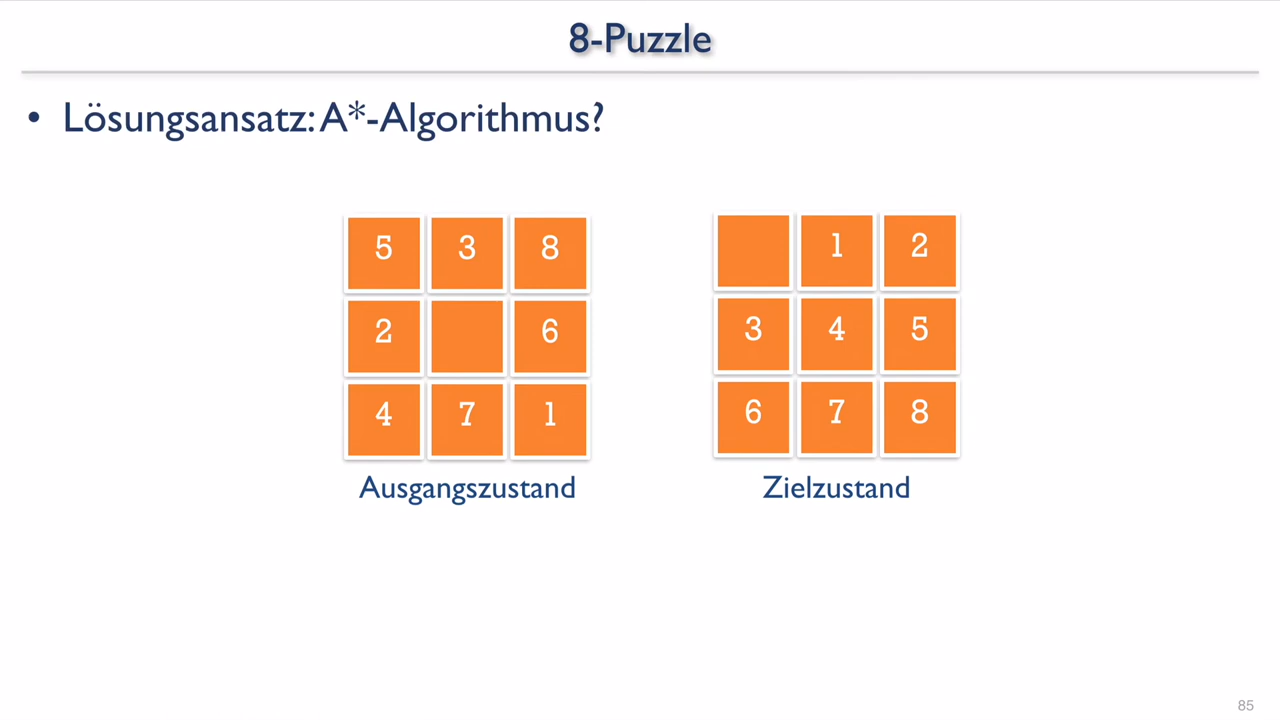 8-Puzzle
• Lösungsansatz: A*-Algorithmus?
5 3 8
2 6
4 7 1
Ausgangszustand
1 2
3 4 5
6 7 8
Zielzustand
85